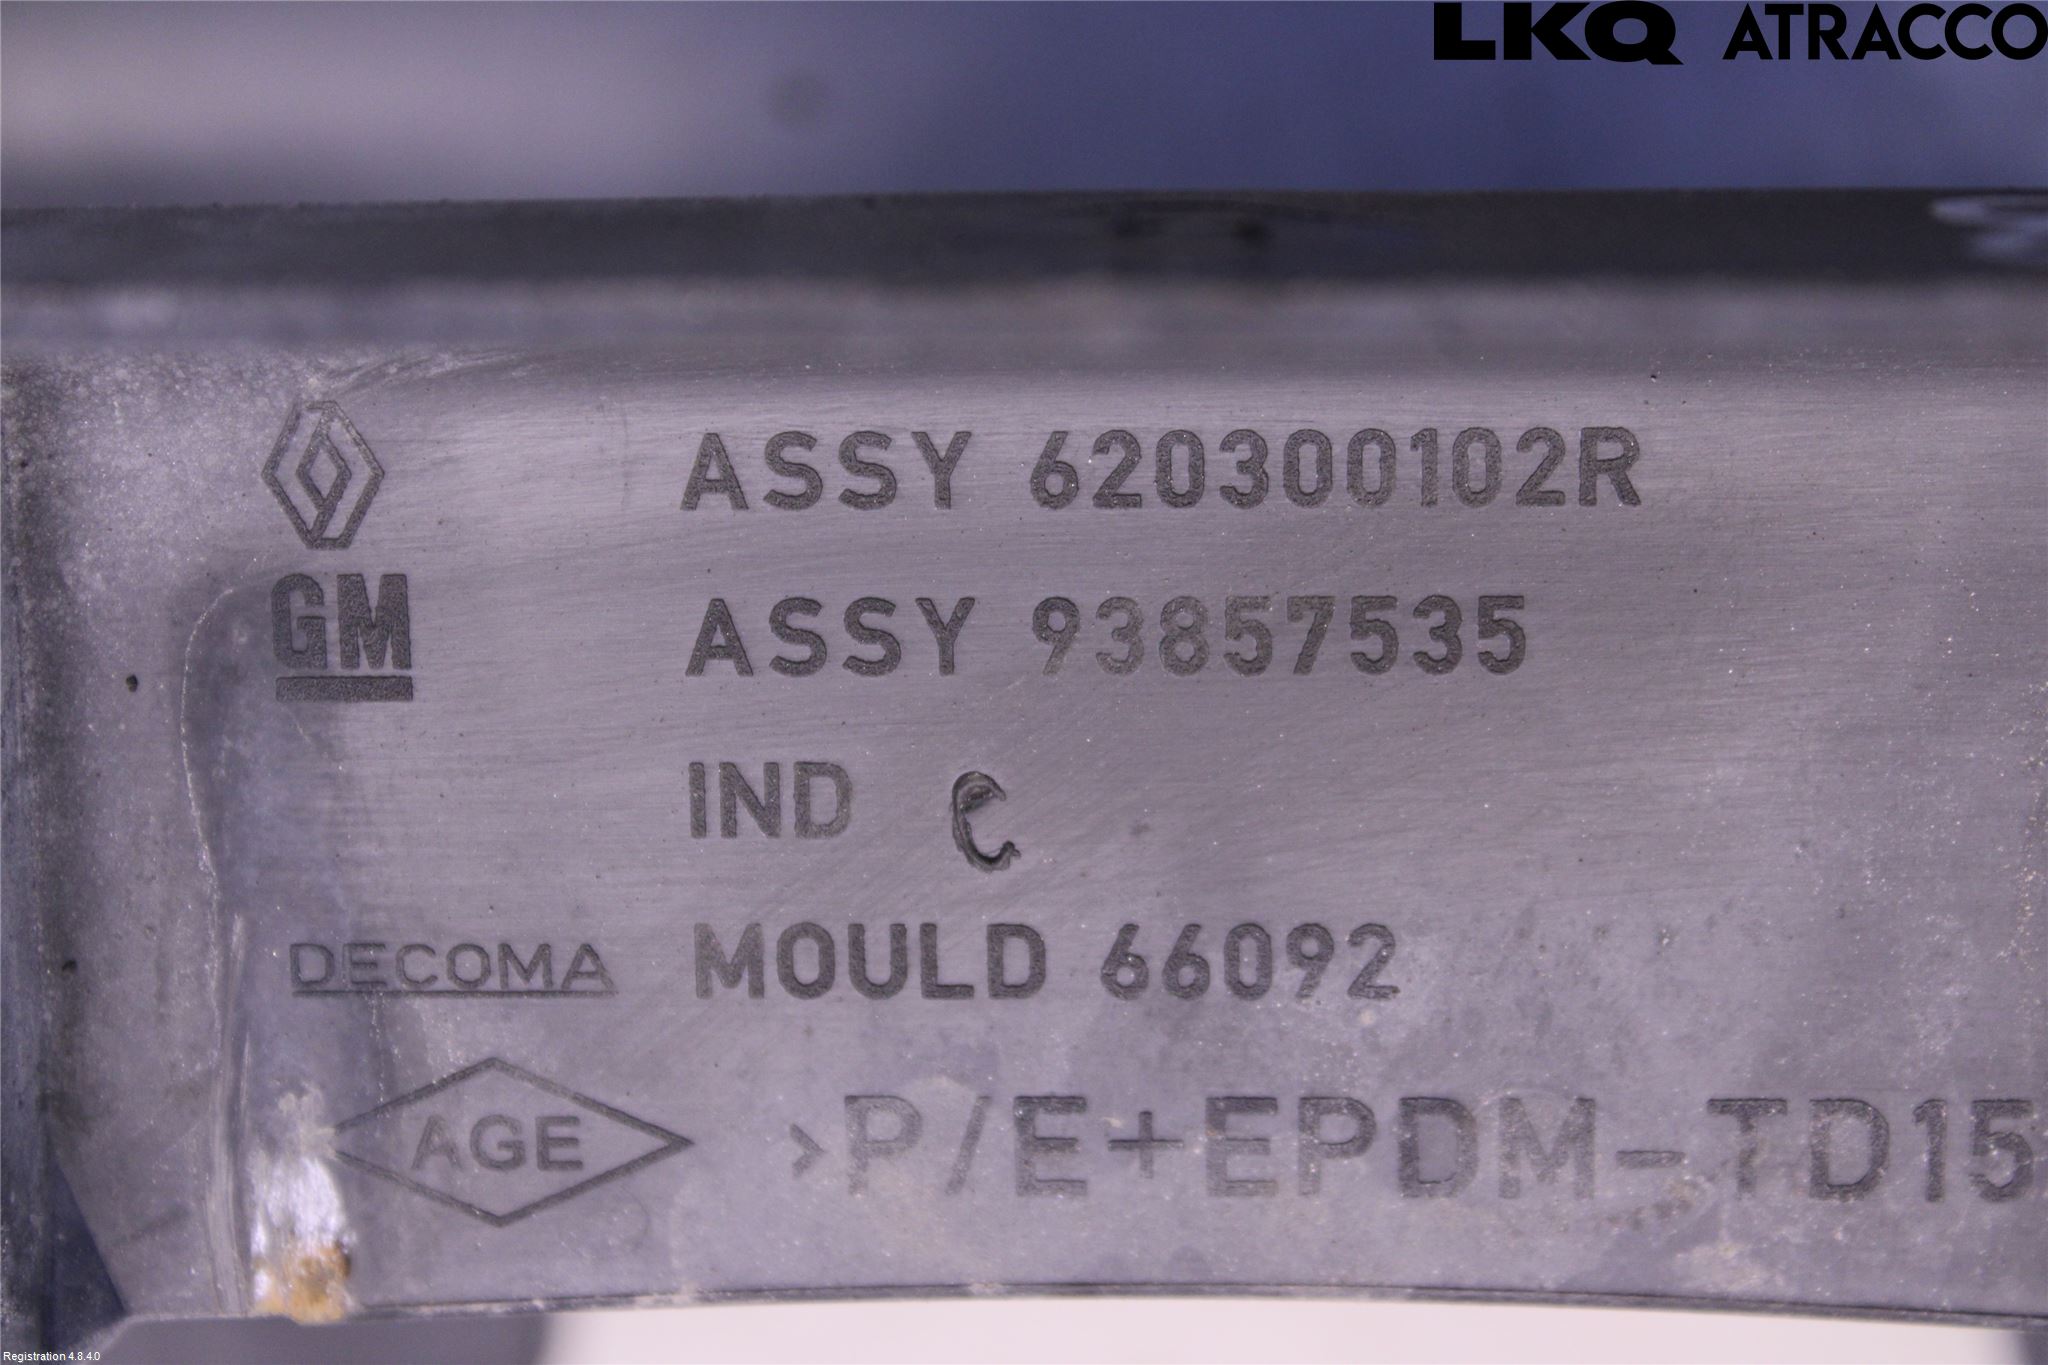 LKQ ATRACCO
ASSY 620300102R
GM ASSY 93857535
IND C
DECOMA MOULD 66092
AGE >P/E+EPDM-TD15
Registration 4.8.4.0